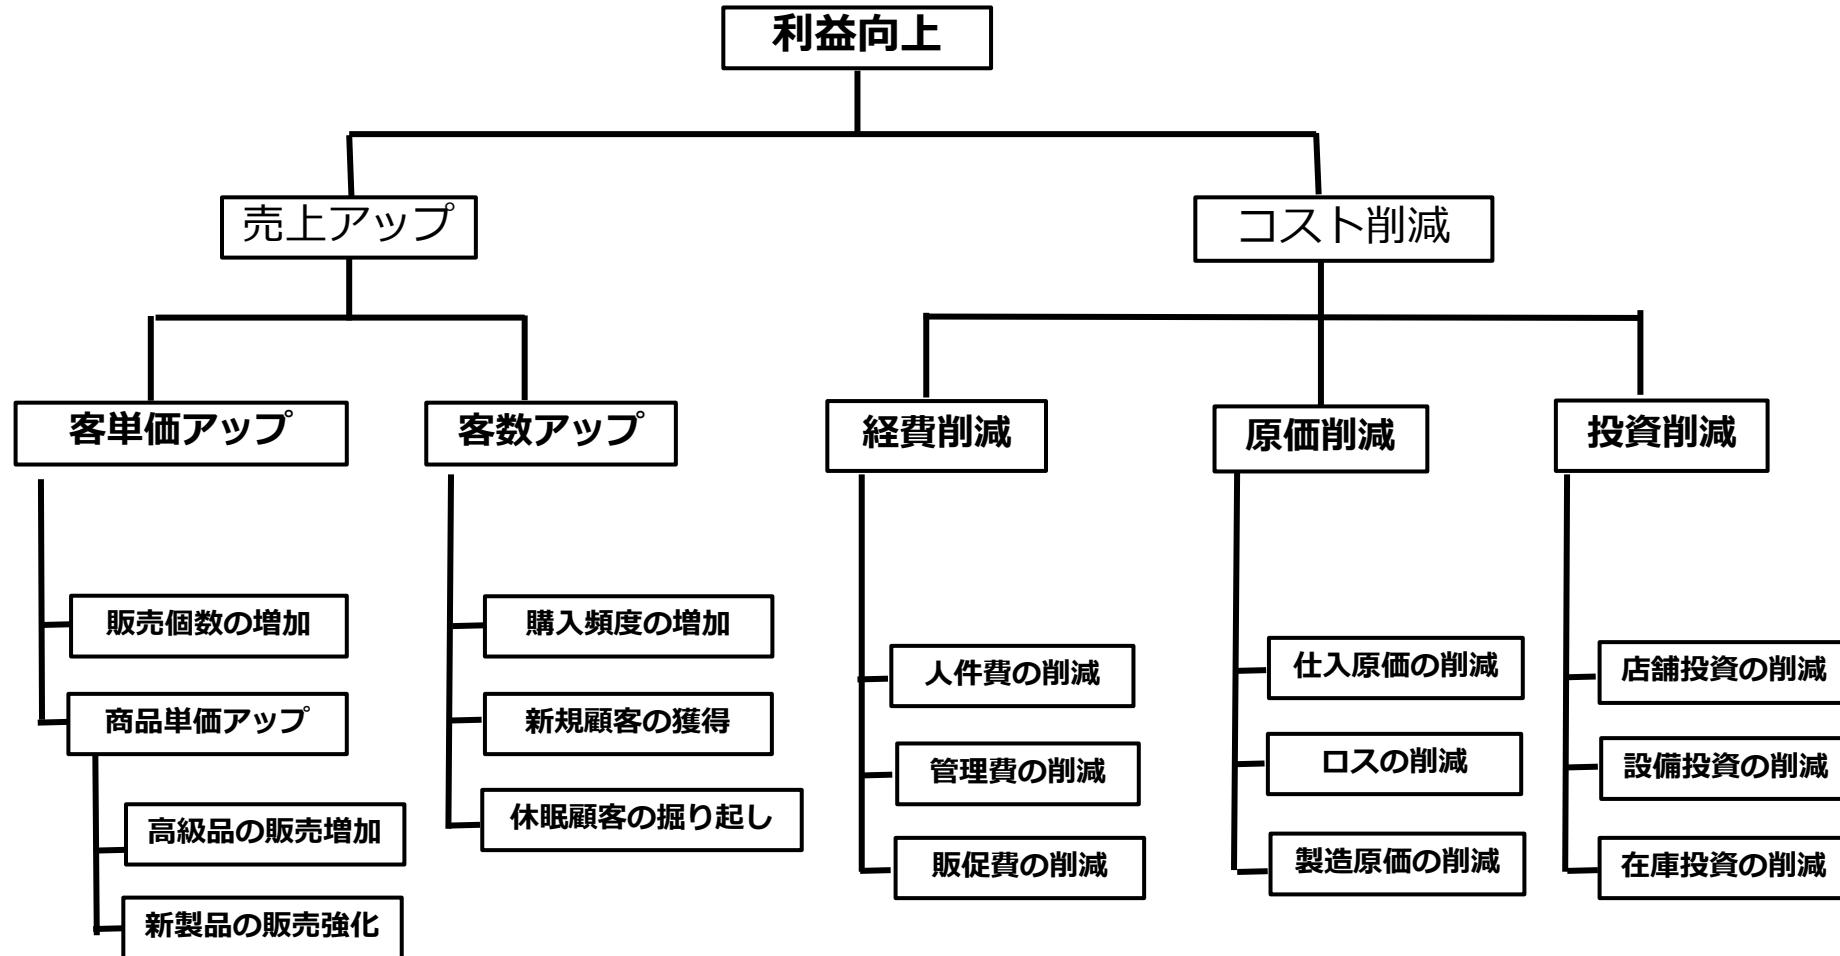 利益向上
売上アップ
コスト削減
客単価アップ
客数アップ
経費削減
原価削減
投資削減
販売個数の増加
商品単価アップ
高級品の販売増加
新製品の販売強化
購入頻度の増加
新規顧客の獲得
休眠顧客の掘り起し
人件費の削減
管理費の削減
販促費の削減
仕入原価の削減
ロスの削減
製造原価の削減
店舗投資の削減
設備投資の削減
在庫投資の削減